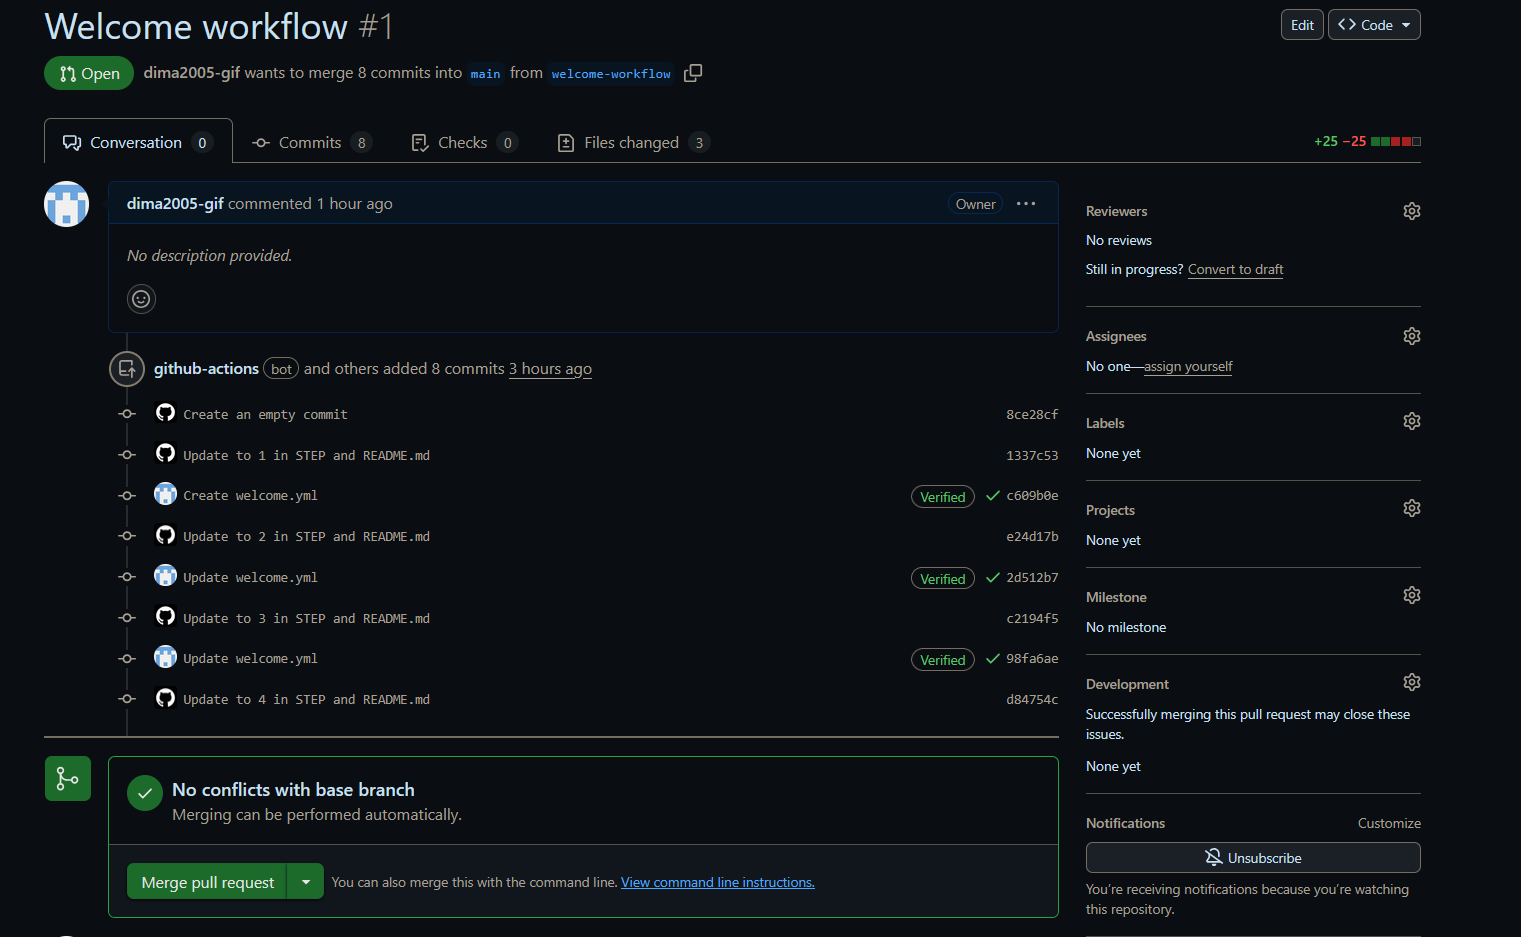 Welcome workflow #1
Edit
Code
Open
dima2005-gif wants to merge 8 commits into main from welcome-workflow
Conversation 0
Commits 8
Checks 0
Files changed 3
+25 −25
dima2005-gif commented 1 hour ago
Owner
No description provided.
github-actions bot and others added 8 commits 3 hours ago
Create an empty commit 8ce28cf
Update to 1 in STEP and README.md 1337c53
Create welcome.yml Verified c609b0e
Update to 2 in STEP and README.md e24d17b
Update welcome.yml Verified 2d512b7
Update to 3 in STEP and README.md c2194f5
Update welcome.yml Verified 98fa6ae
Update to 4 in STEP and README.md d84754c
No conflicts with base branch
Merging can be performed automatically.
Merge pull request
You can also merge this with the command line. View command line instructions.
Reviewers
No reviews
Still in progress? Convert to draft
Assignees
No one—assign yourself
Labels
None yet
Projects
None yet
Milestone
No milestone
Development
Successfully merging this pull request may close these
issues.
None yet
Notifications
Customize
Unsubscribe
You're receiving notifications because you're watching
this repository.